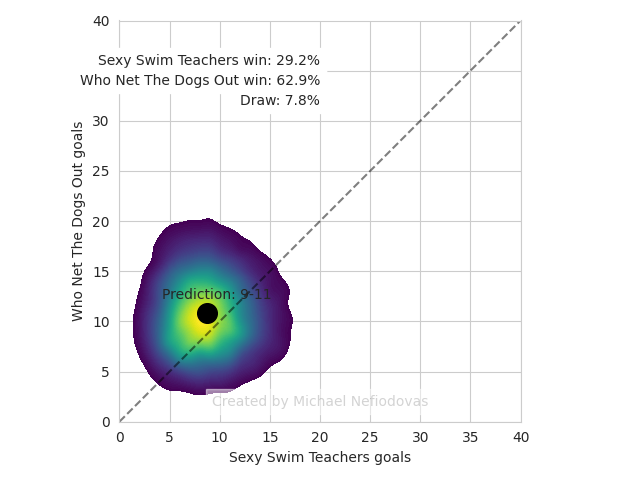 40
Sexy Swim Teachers win: 29.2%
Who Net The Dogs Out win: 62.9%
Draw: 7.8%
30
25
20
15
10
5
0
Who Net The Dogs Out goals
Prediction: 9-11
Created by Michael Nefiodovas
0 5 10 15 20 25 30 35 40
Sexy Swim Teachers goals